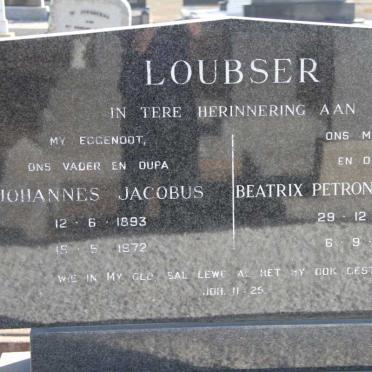 LOUBSER
IN TERE HERINNERING AAN
MY EGGENOOT,
ONS VADER EN OUPA
JOHANNES JACOBUS
12-6-1893
15-5-1972
ONS M
EN O
BEATRIX PETRON
29-12
6-9-
WIE IN MY GLO SAL LEWE AL HET HY OOK GEST
JOH. 11-25